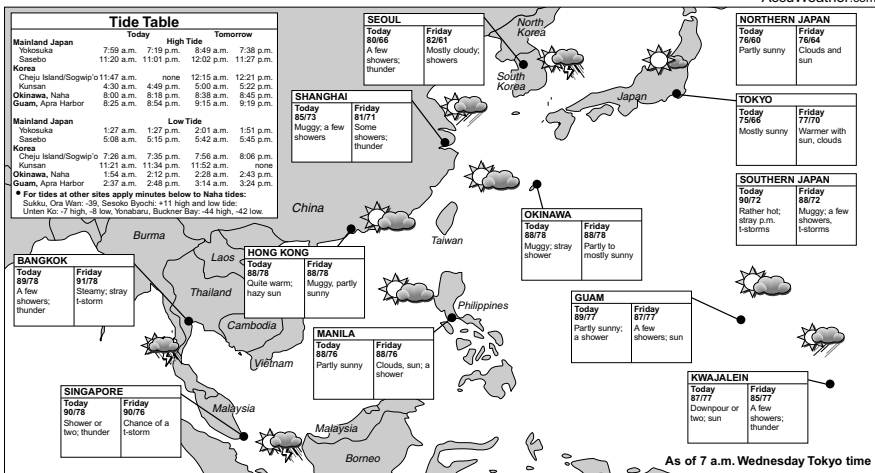 AccuWeather.com
Tide Table
Today Tomorrow
Mainland Japan High Tide
Yokosuka 7:59 a.m. 7:19 p.m. 8:49 a.m. 7:38 p.m.
Sasebo 11:20 a.m. 11:01 p.m. 12:02 p.m. 11:27 p.m.
Korea
Cheju Island/Sogwip'o 11:47 a.m. none 12:15 a.m. 12:21 p.m.
Kunsan 4:30 a.m. 4:49 p.m. 5:00 a.m. 5:22 p.m.
Okinawa, Naha 8:00 a.m. 8:18 p.m. 8:38 a.m. 8:45 p.m.
Guam, Apra Harbor 8:25 a.m. 8:54 p.m. 9:15 a.m. 9:19 p.m.
Mainland Japan Low Tide
Yokosuka 1:27 a.m. 1:27 p.m. 2:01 a.m. 1:51 p.m.
Sasebo 5:08 a.m. 5:15 p.m. 5:42 a.m. 5:45 p.m.
Korea
Cheju Island/Sogwip'o 7:26 a.m. 7:35 p.m. 7:56 a.m. 8:06 p.m.
Kunsan 11:21 a.m. 11:34 p.m. 11:52 a.m. none
Okinawa, Naha 1:54 a.m. 2:12 p.m. 2:28 a.m. 2:43 p.m.
Guam, Apra Harbor 2:37 a.m. 2:48 p.m. 3:14 a.m. 3:24 p.m.
• For tides at other sites apply minutes below to Naha tides:
Sukku, Ora Wan: -39, Sesoko Byochi: +11 high and low tide:
Unten Ko: -7 high, -8 low, Yonabaru, Buckner Bay: -44 high, -42 low.
SEOUL
Today Friday
80/66 82/61
A few Mostly cloudy;
showers; showers
thunder
North
Korea
South
Korea
NORTHERN JAPAN
Today Friday
76/60 76/64
Partly sunny Clouds and
sun
Japan
SHANGHAI
Today Friday
85/73 81/71
Muggy; a few Some
showers showers;
thunder
TOKYO
Today Friday
75/66 77/70
Mostly sunny Warmer with
sun, clouds
SOUTHERN JAPAN
Today Friday
90/72 88/72
Rather hot; Muggy; a few
stray p.m. showers,
t-storms t-storms
China
Taiwan
OKINAWA
Today Friday
88/78 88/78
Muggy; stray Partly to
shower mostly sunny
Burma
Laos
Thailand
Cambodia
Vietnam
HONG KONG
Today Friday
88/78 88/78
Quite warm; Muggy, partly
hazy sun sunny
BANGKOK
Today Friday
89/78 91/78
A few Steamy; stray
showers; t-storm
thunder
Philippines
MANILA
Today Friday
88/76 88/76
Partly sunny Clouds, sun; a
shower
GUAM
Today Friday
89/77 87/77
Partly sunny; A few
a shower showers; sun
KWAJALEIN
Today Friday
87/77 85/77
Downpour or A few
two; sun showers;
thunder
SINGAPORE
Today Friday
90/78 90/76
Shower or Chance of a
two; thunder t-storm
Malaysia
Malaysia
Borneo
As of 7 a.m. Wednesday Tokyo time